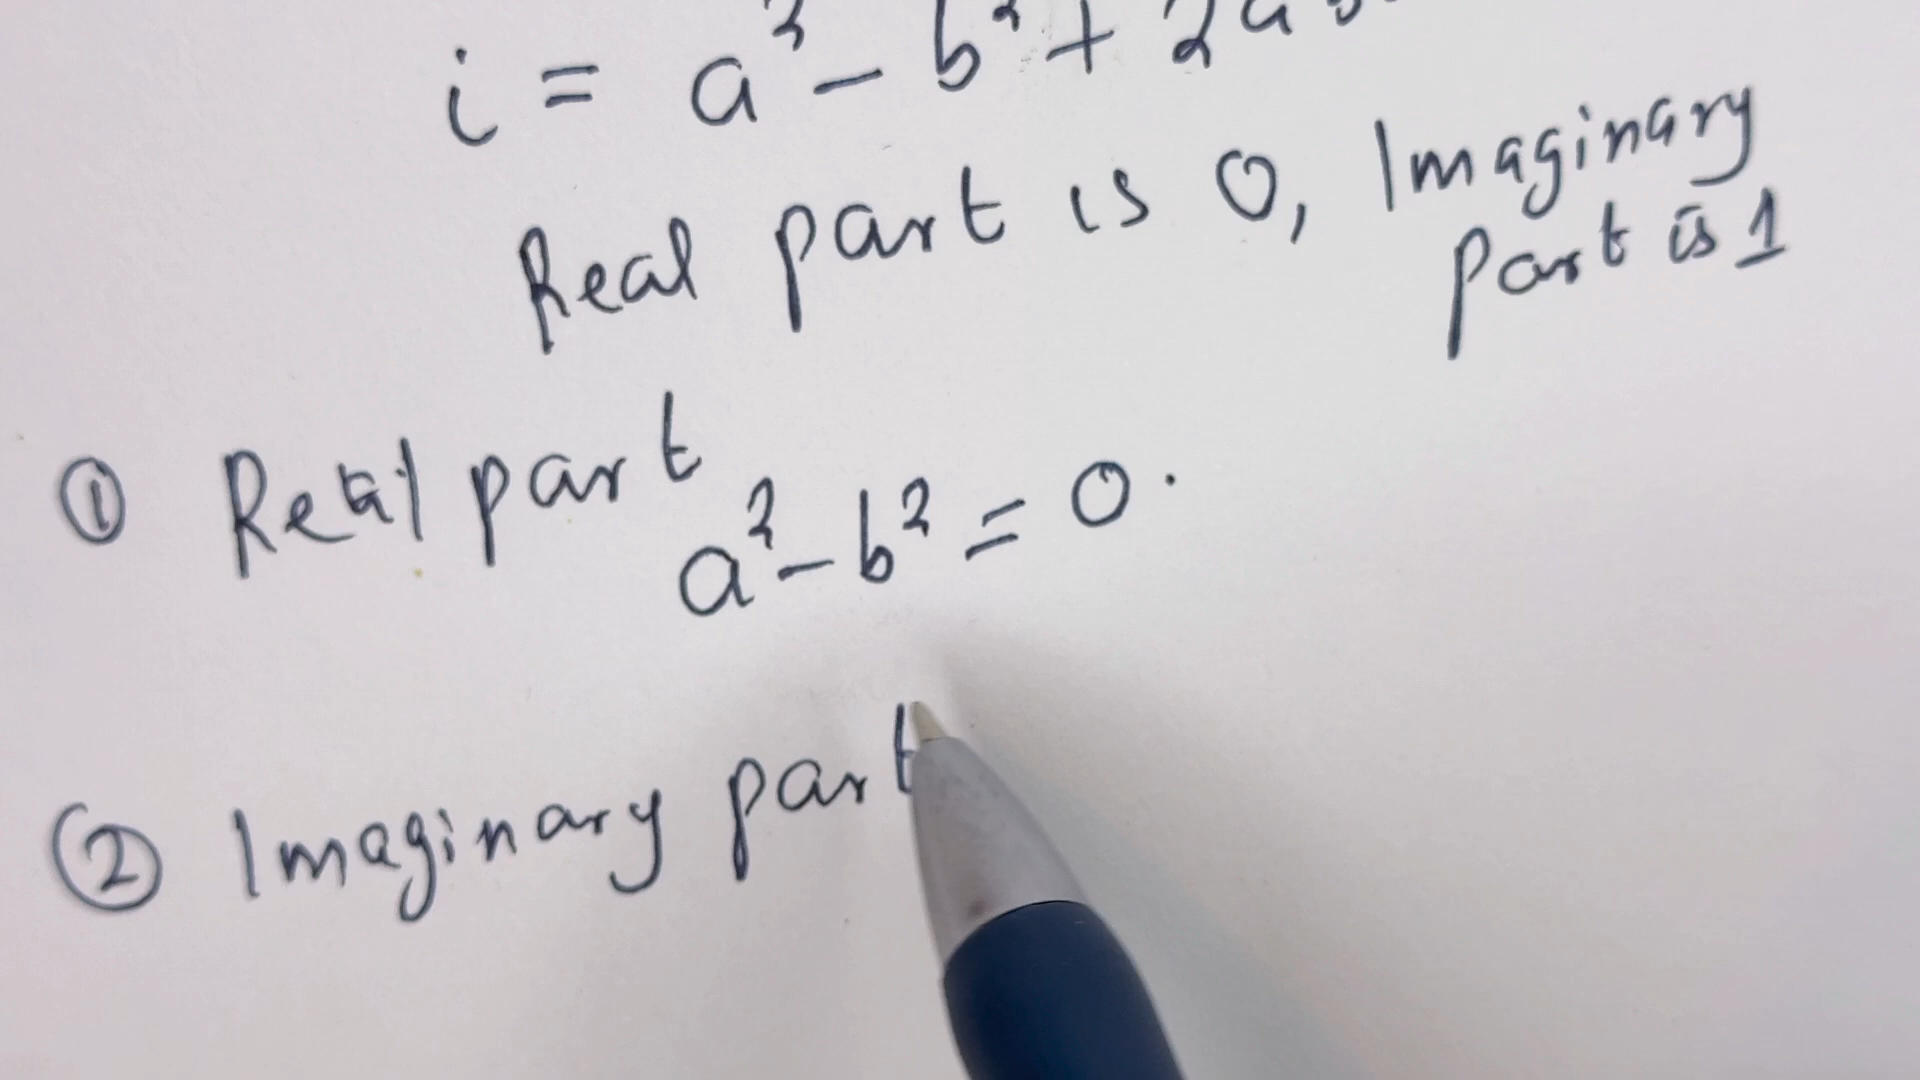 i = a² - b² + 2ab
Real part is 0, Imaginary
part is 1
① Real part
a² - b² = 0.
② Imaginary part